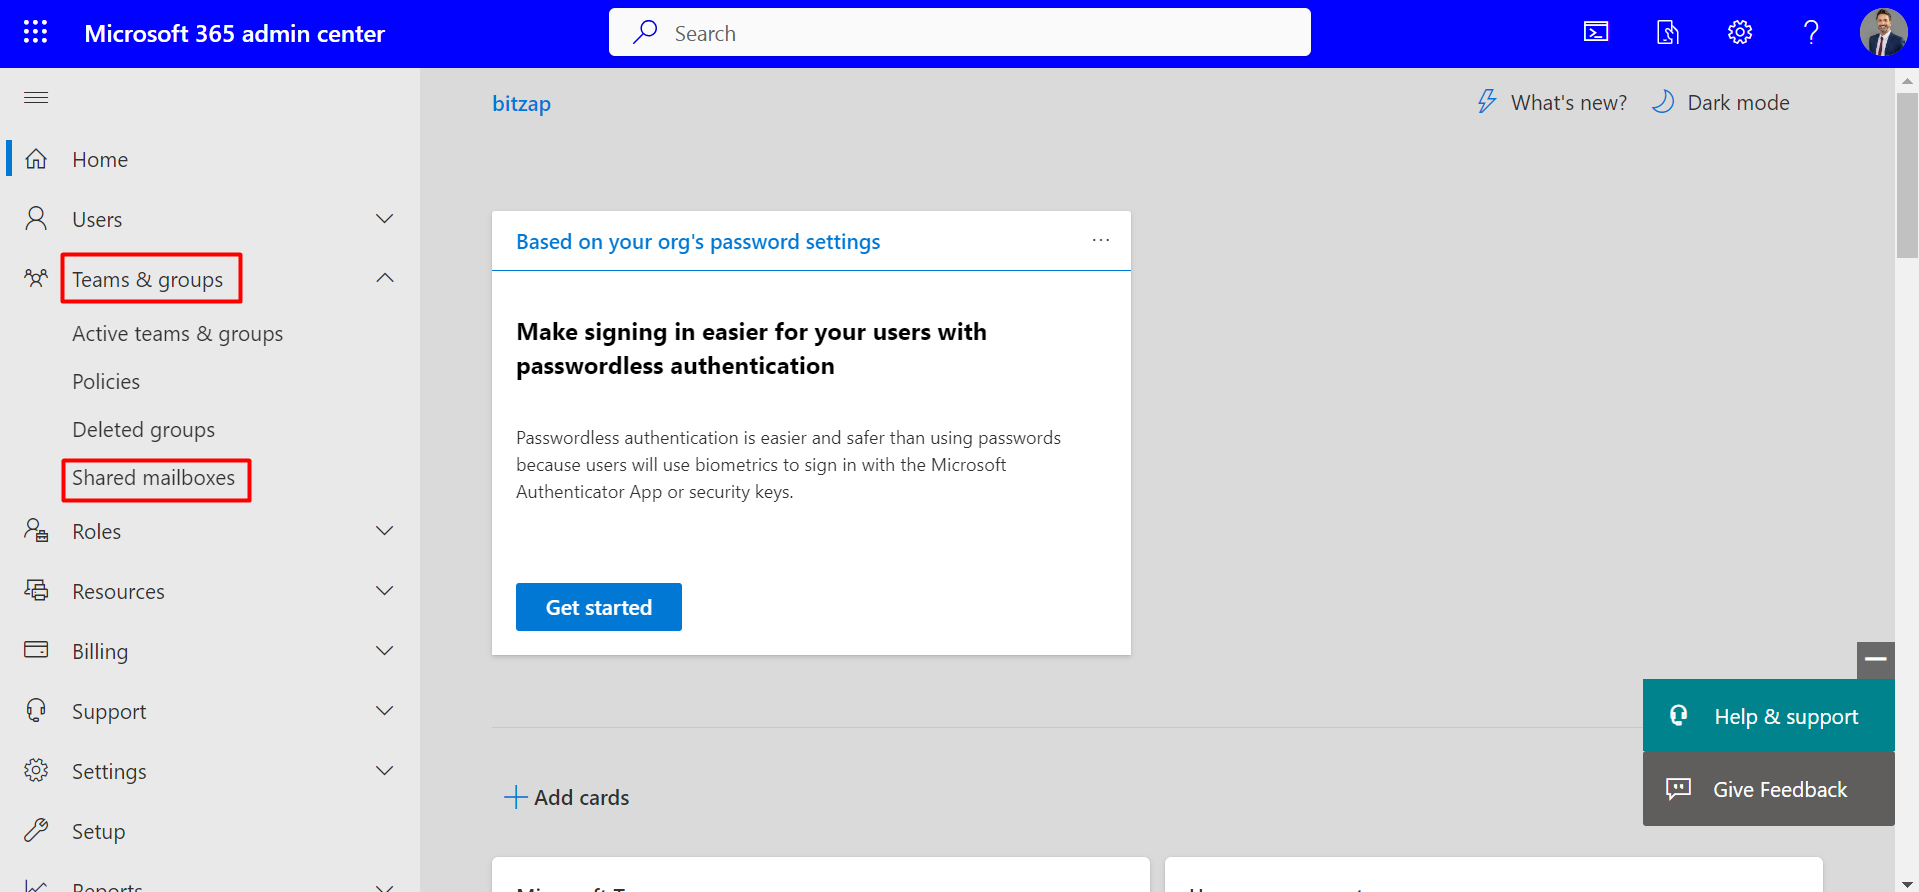 Microsoft 365 admin center
Search
Home
Users
Teams & groups
Active teams & groups
Policies
Deleted groups
Shared mailboxes
Roles
Resources
Billing
Support
Settings
Setup
Reports
bitzap
What's new?
Dark mode
Based on your org's password settings
Make signing in easier for your users with
passwordless authentication
Passwordless authentication is easier and safer than using passwords
because users will use biometrics to sign in with the Microsoft
Authenticator App or security keys.
Get started
Help & support
Give Feedback
Add cards